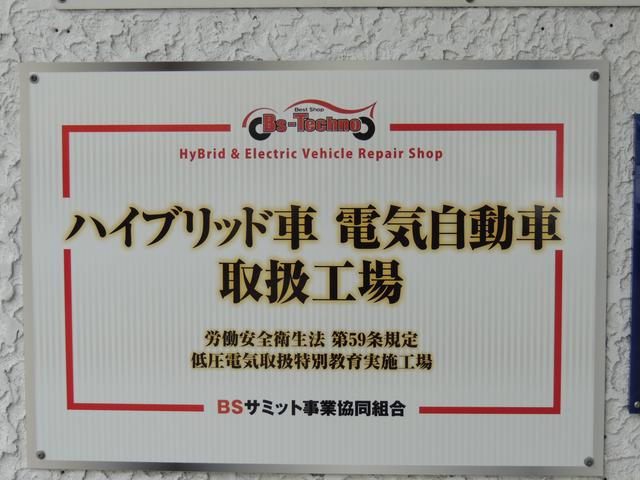 Best Shop
Bs-Techno
HyBrid & Electric Vehicle Repair Shop
ハイブリッド車 電気自動車
取扱工場
労働安全衛生法 第59条規定
低圧電気取扱特別教育実施工場
BSサミット事業協同組合